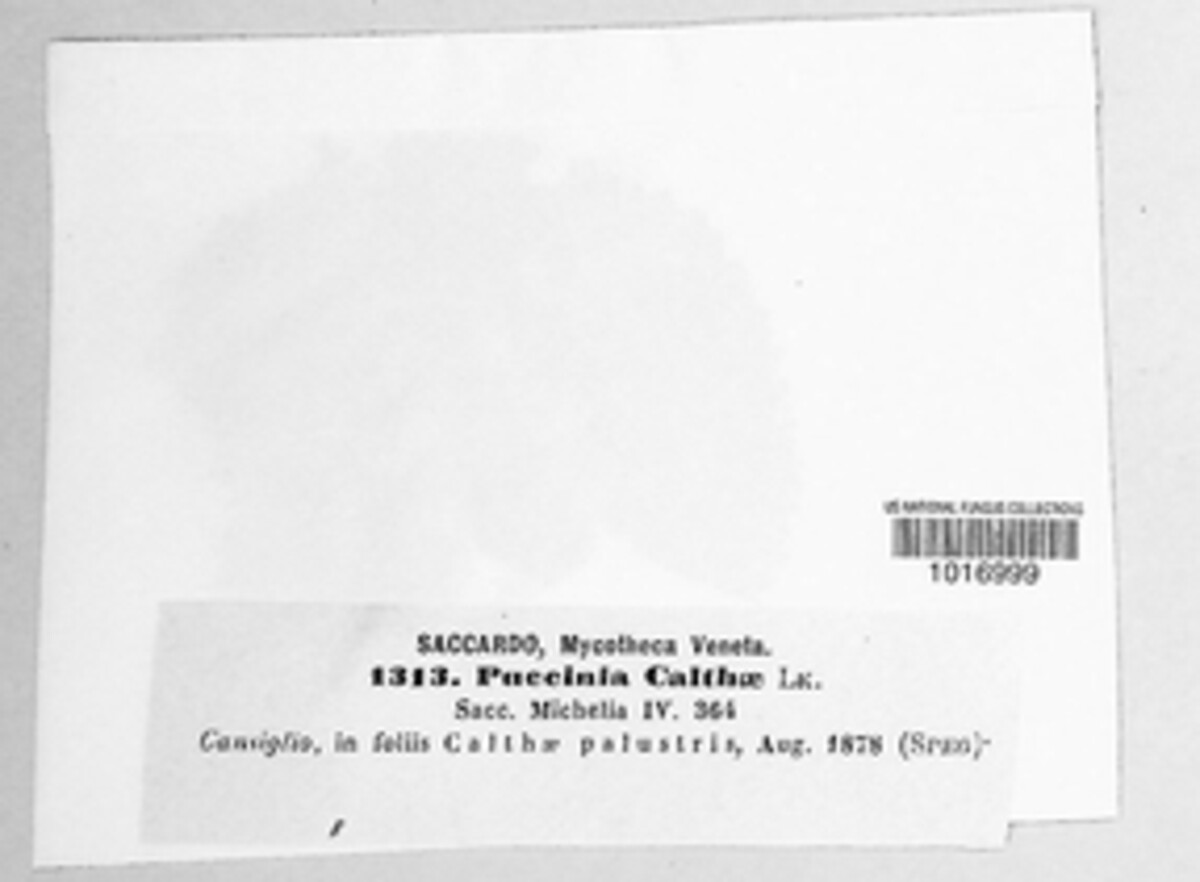 US NATIONAL FUNGUS COLLECTIONS
1016999
SACCARDO, Mycotheca Veneta.
1313. Puccinia Calthæ Lk.
Sacc. Michelia IV. 364
Cansiglio, in foliis Calthæ palustris, Aug. 1878 (Speg)